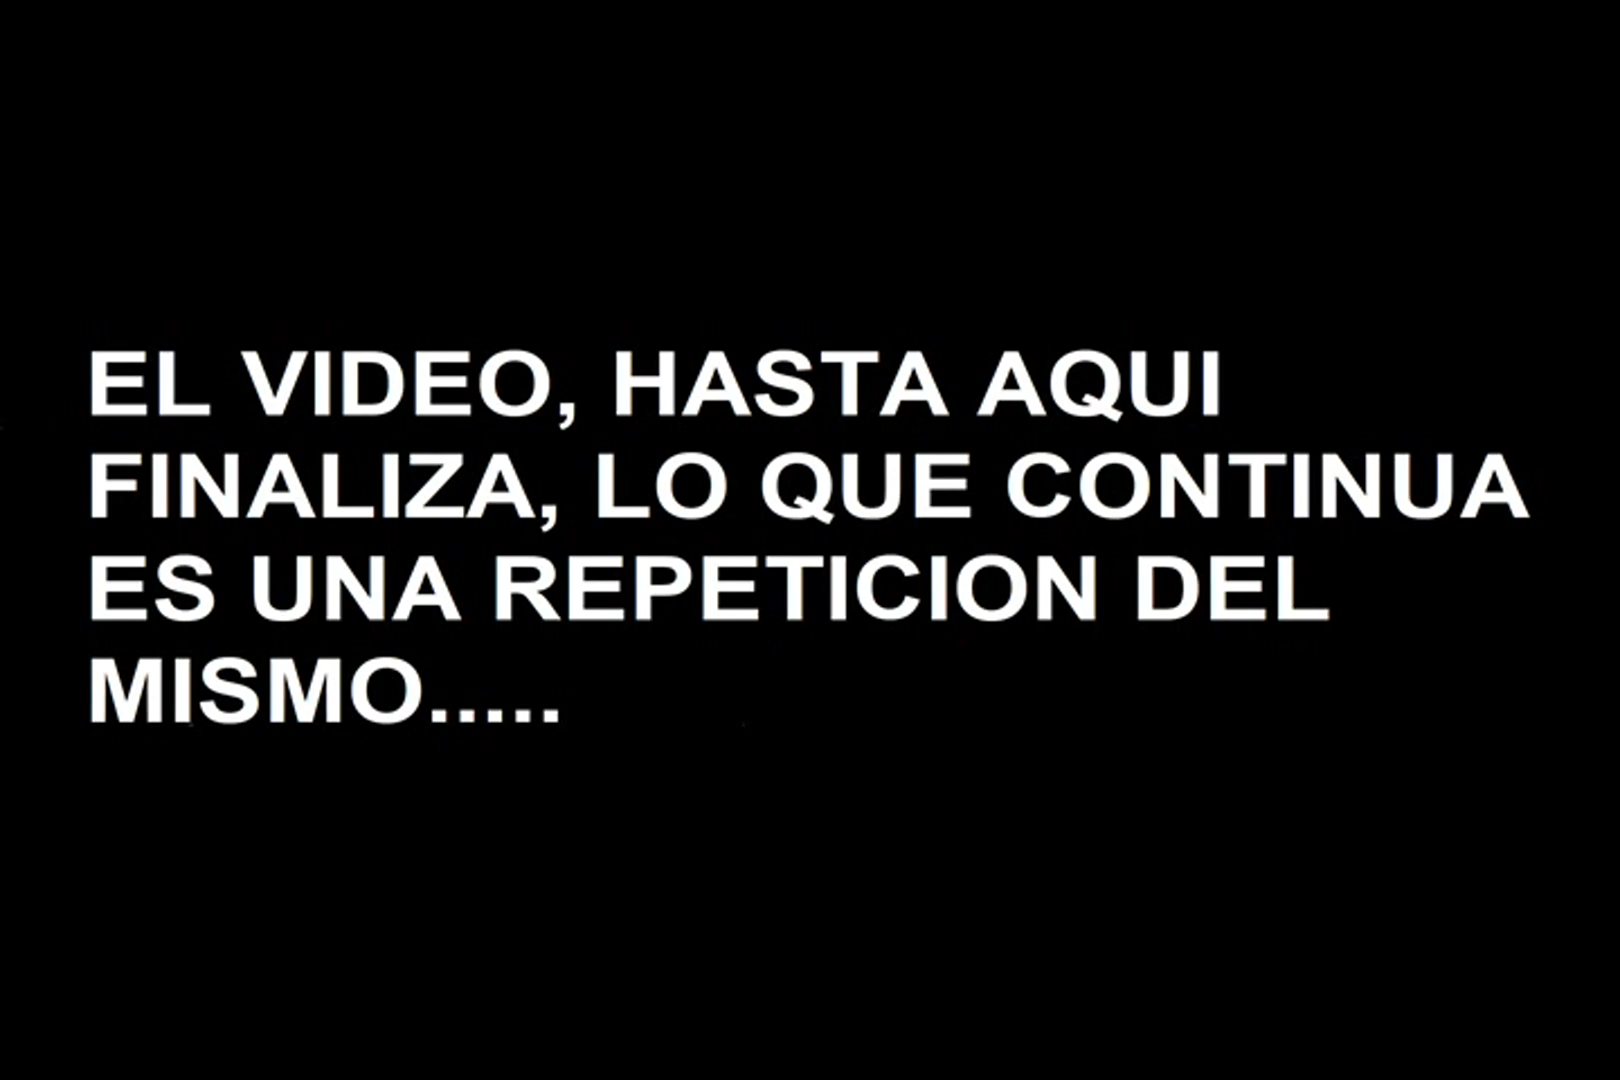 EL VIDEO, HASTA AQUI
FINALIZA, LO QUE CONTINUA
ES UNA REPETICION DEL
MISMO.....